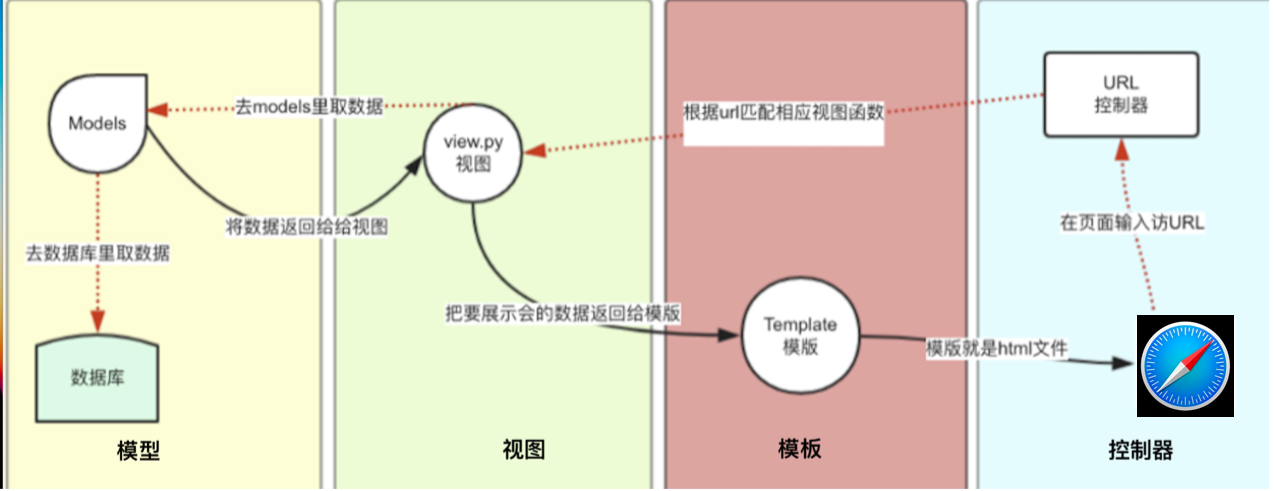 Models
去models里取数据
view.py
视图
根据url匹配相应视图函数
URL
控制器
将数据返回给给视图
在页面输入访URL
去数据库里取数据
把要展示会的数据返回给模版
Template
模版
模版就是html文件
数据库
模型
视图
模板
控制器